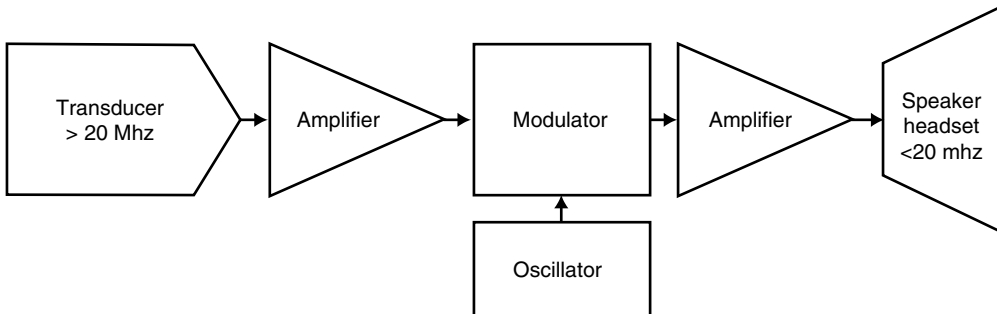 Transducer
> 20 Mhz
Amplifier
Modulator
Amplifier
Speaker
headset
<20 mhz
Oscillator